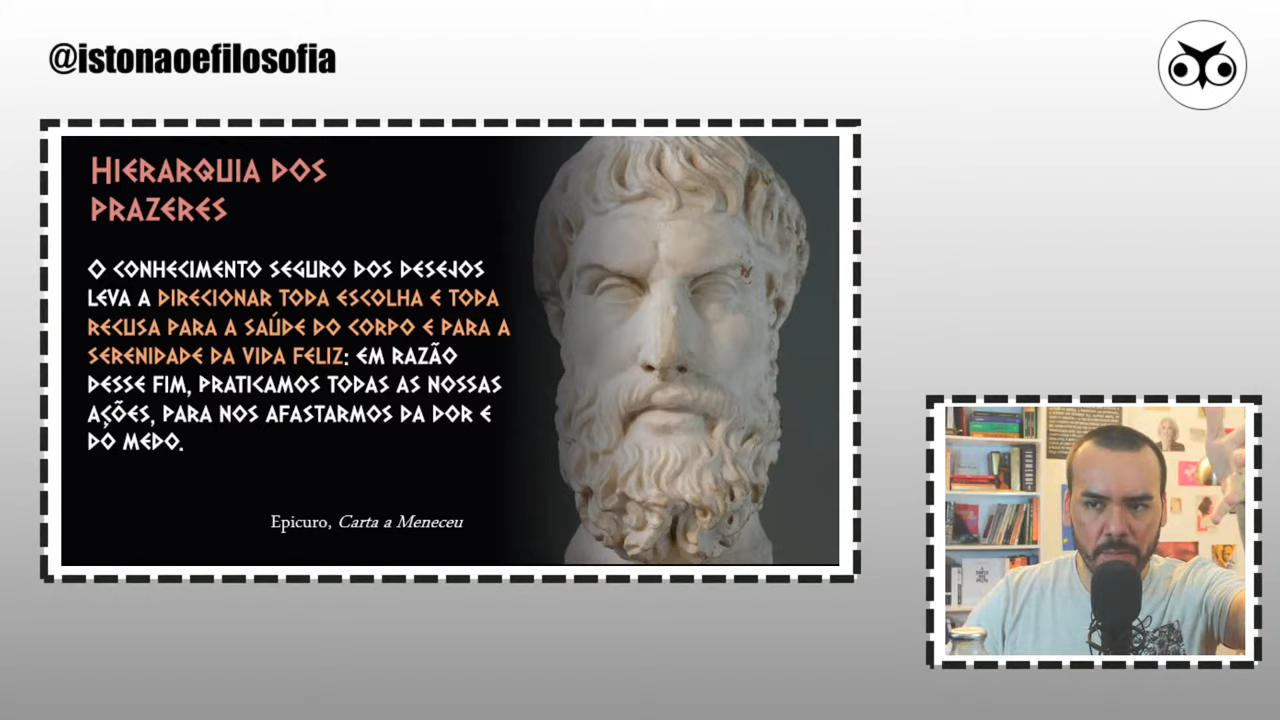 @istonaoefilosofia
HIERARQUIA DOS
PRAZERES
O CONHECIMENTO SEGURO DOS DESEJOS
LEVA A DIRECIONAR TODA ESCOLHA E TODA
RECUSA PARA A SAÚDE DO CORPO E PARA A
SERENIDADE DA VIDA FELIZ: EM RAZÃO
DESSE FIM, PRATICAMOS TODAS AS NOSSAS
AÇÕES, PARA NOS AFASTARMOS DA DOR E
DO MEDO.
Epicuro, Carta a Meneceu